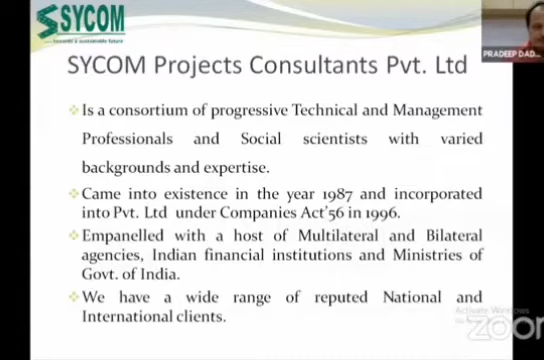 SYCOM
towards a sustainable future
PRADEEP DAD...
SYCOM Projects Consultants Pvt. Ltd
Is a consortium of progressive Technical and Management
Professionals and Social scientists with varied
backgrounds and expertise.
Came into existence in the year 1987 and incorporated
into Pvt. Ltd under Companies Act'56 in 1996.
Empanelled with a host of Multilateral and Bilateral
agencies, Indian financial institutions and Ministries of
Govt. of India.
We have a wide range of reputed National and
International clients.
Activate Windows
zoom